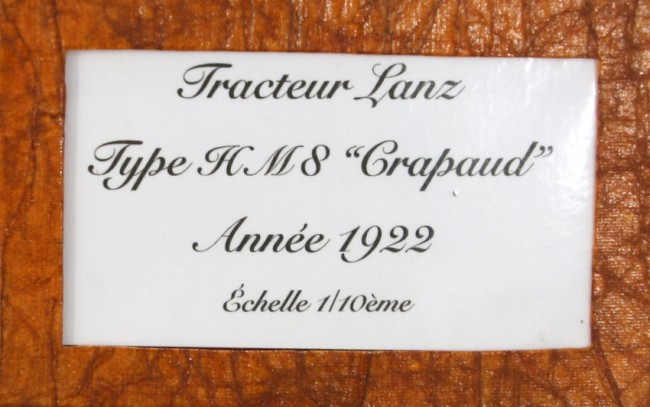 Tracteur Lanz
Type HM8 “Crapaud”
Année 1922
Échelle 1/10ème